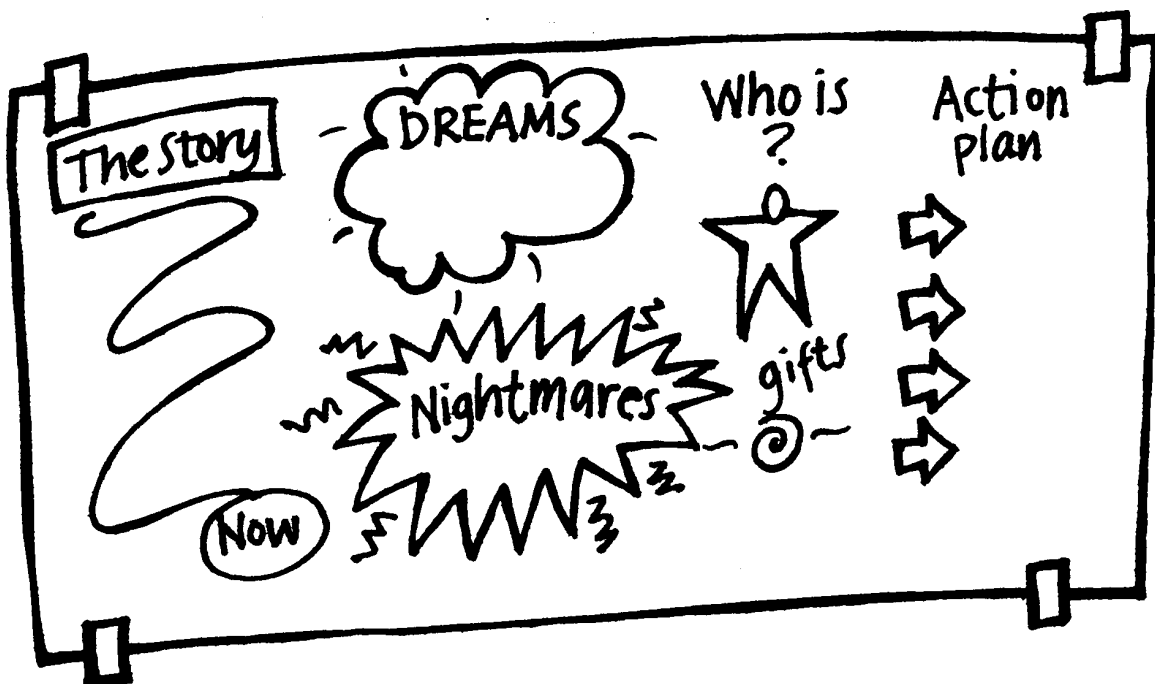 The Story
Now
DREAMS
Nightmares
Who is
?
gifts
Action
plan